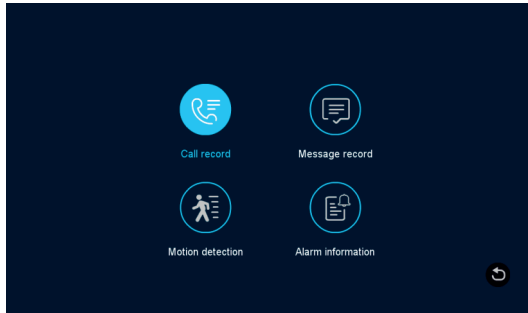 Call record
Message record
Motion detection
Alarm information